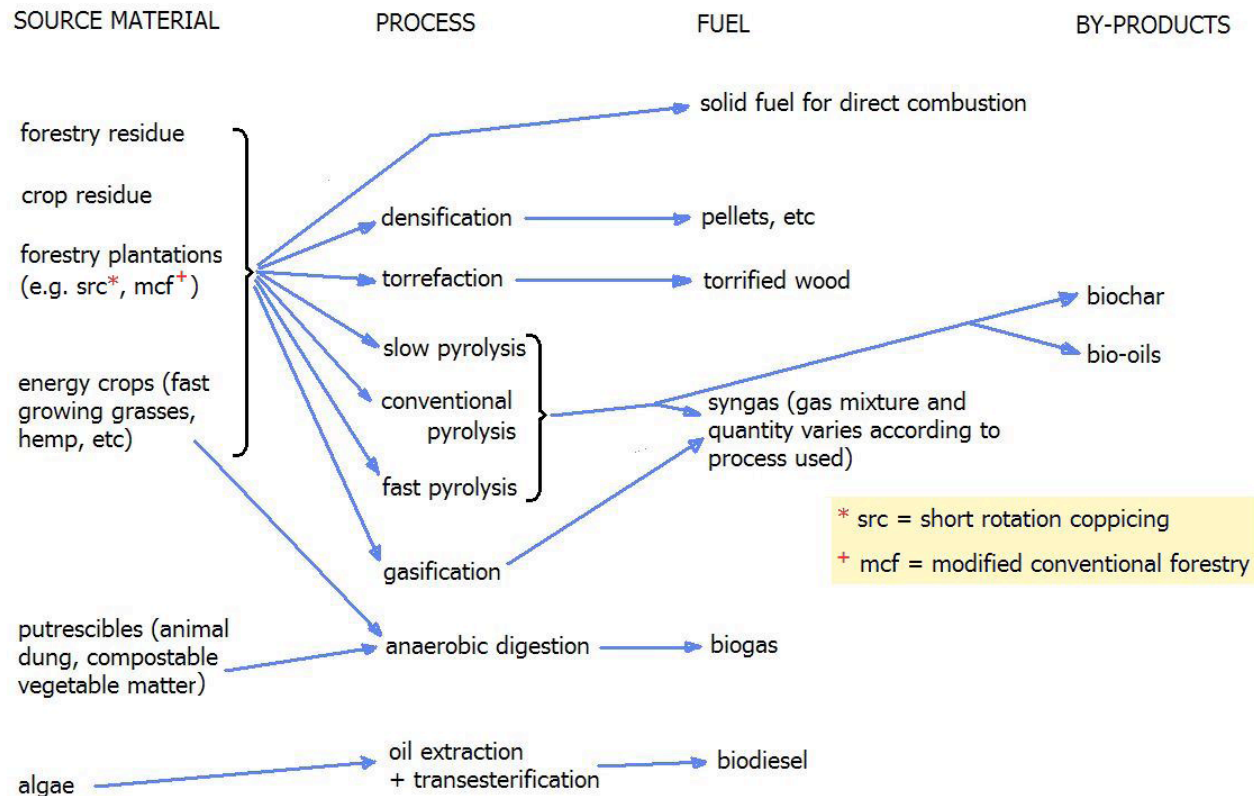 SOURCE MATERIAL
PROCESS
FUEL
BY-PRODUCTS
solid fuel for direct combustion
forestry residue
crop residue
densification
pellets, etc
forestry plantations
(e.g. src*, mcf+)
torrefaction
torrified wood
biochar
slow pyrolysis
bio-oils
energy crops (fast
growing grasses,
hemp, etc)
conventional
pyrolysis
syngas (gas mixture and
quantity varies according to
process used)
fast pyrolysis
* src = short rotation coppicing
+ mcf = modified conventional forestry
gasification
putrescibles (animal
dung, compostable
vegetable matter)
anaerobic digestion
biogas
algae
oil extraction
+ transesterification
biodiesel